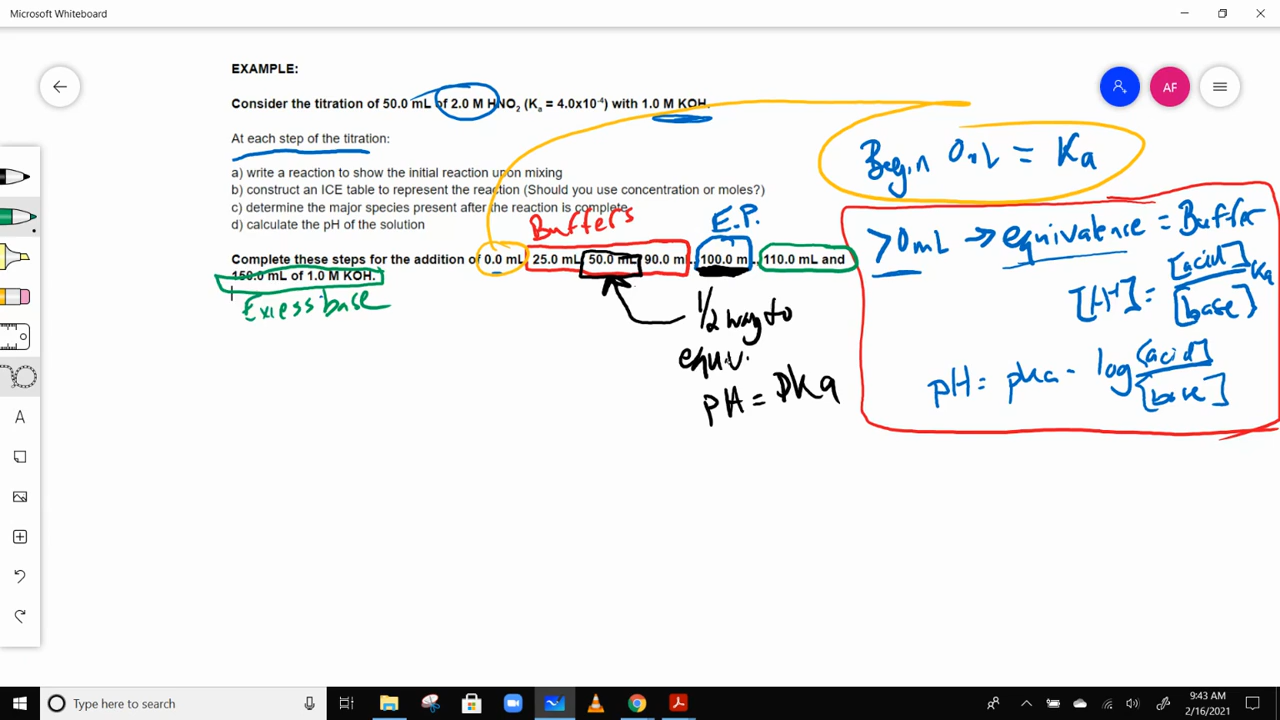 Microsoft Whiteboard
EXAMPLE:
Consider the titration of 50.0 mL of 2.0 M HNO₂ (Kₐ = 4.0x10⁻⁴) with 1.0 M KOH.
AF
At each step of the titration:
Begin 0mL = Ka
a) write a reaction to show the initial reaction upon mixing
b) construct an ICE table to represent the reaction (Should you use concentration or moles?)
c) determine the major species present after the reaction is complete
d) calculate the pH of the solution
Buffers
E.P.
>0mL → equivalence = Buffer
Complete these steps for the addition of 0.0 mL, 25.0 mL, 50.0 mL, 90.0 mL, 100.0 m, 110.0 mL and
150.0 mL of 1.0 M KOH.
Excess base
[H+] = [acid]/[base] Ka
1/2 way to
equiv.
pH = pKa
pH = pKa - log [acid]/[base]
A
Type here to search
9:43 AM
2/16/2021